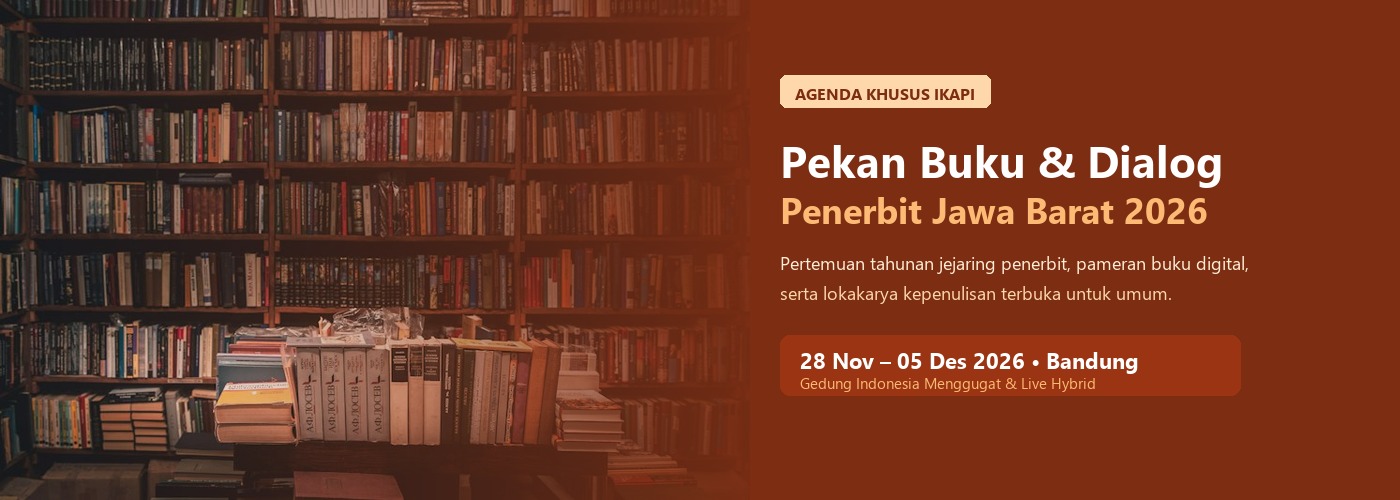 AGENDA KHUSUS IKAPI
Pekan Buku & Dialog
Penerbit Jawa Barat 2026
Pertemuan tahunan jejaring penerbit, pameran buku digital,
serta lokakarya kepenulisan terbuka untuk umum.
28 Nov – 05 Des 2026 • Bandung
Gedung Indonesia Menggugat & Live Hybrid